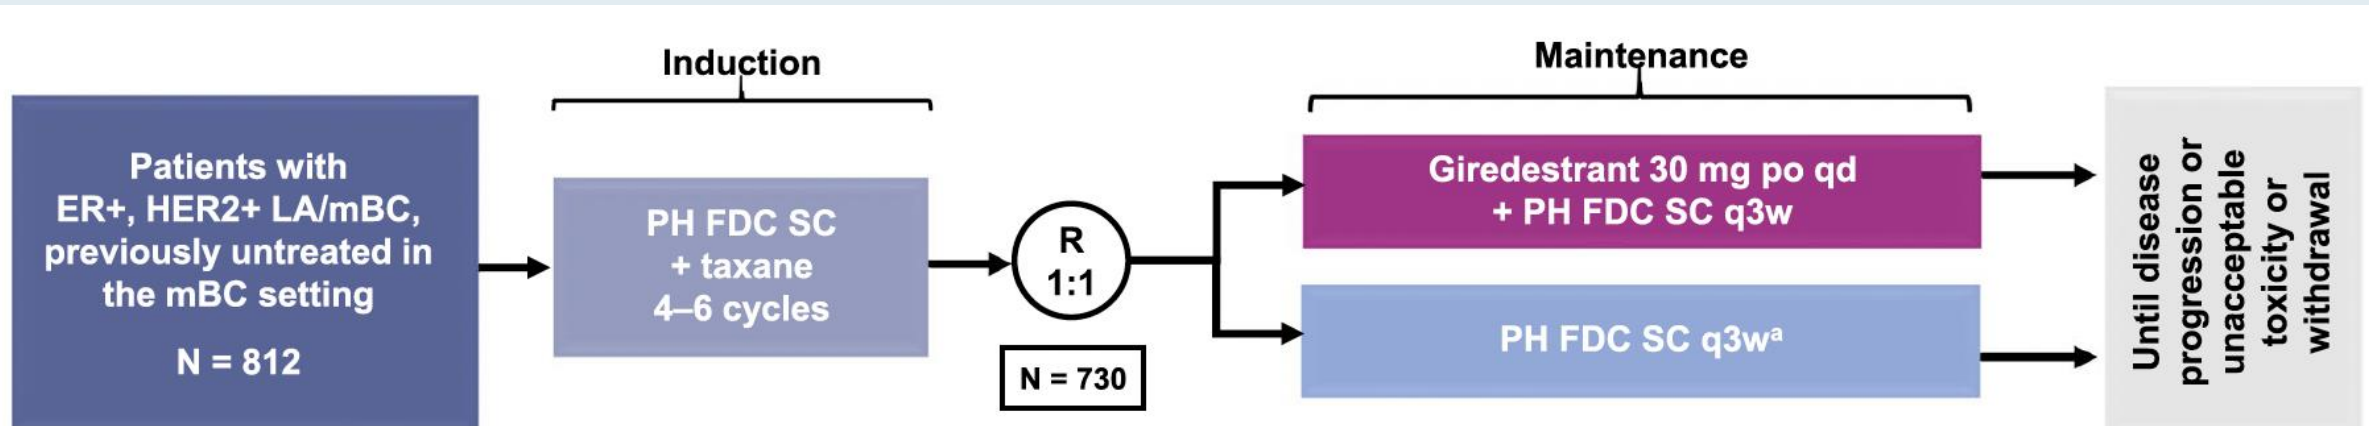 Induction
Maintenance
Patients with
ER+, HER2+ LA/mBC,
previously untreated in
the mBC setting
N = 812
PH FDC SC
+ taxane
4–6 cycles
R
1:1
N = 730
Giredestrant 30 mg po qd
+ PH FDC SC q3w
PH FDC SC q3wᵃ
Until disease
progression or
unacceptable
toxicity or
withdrawal